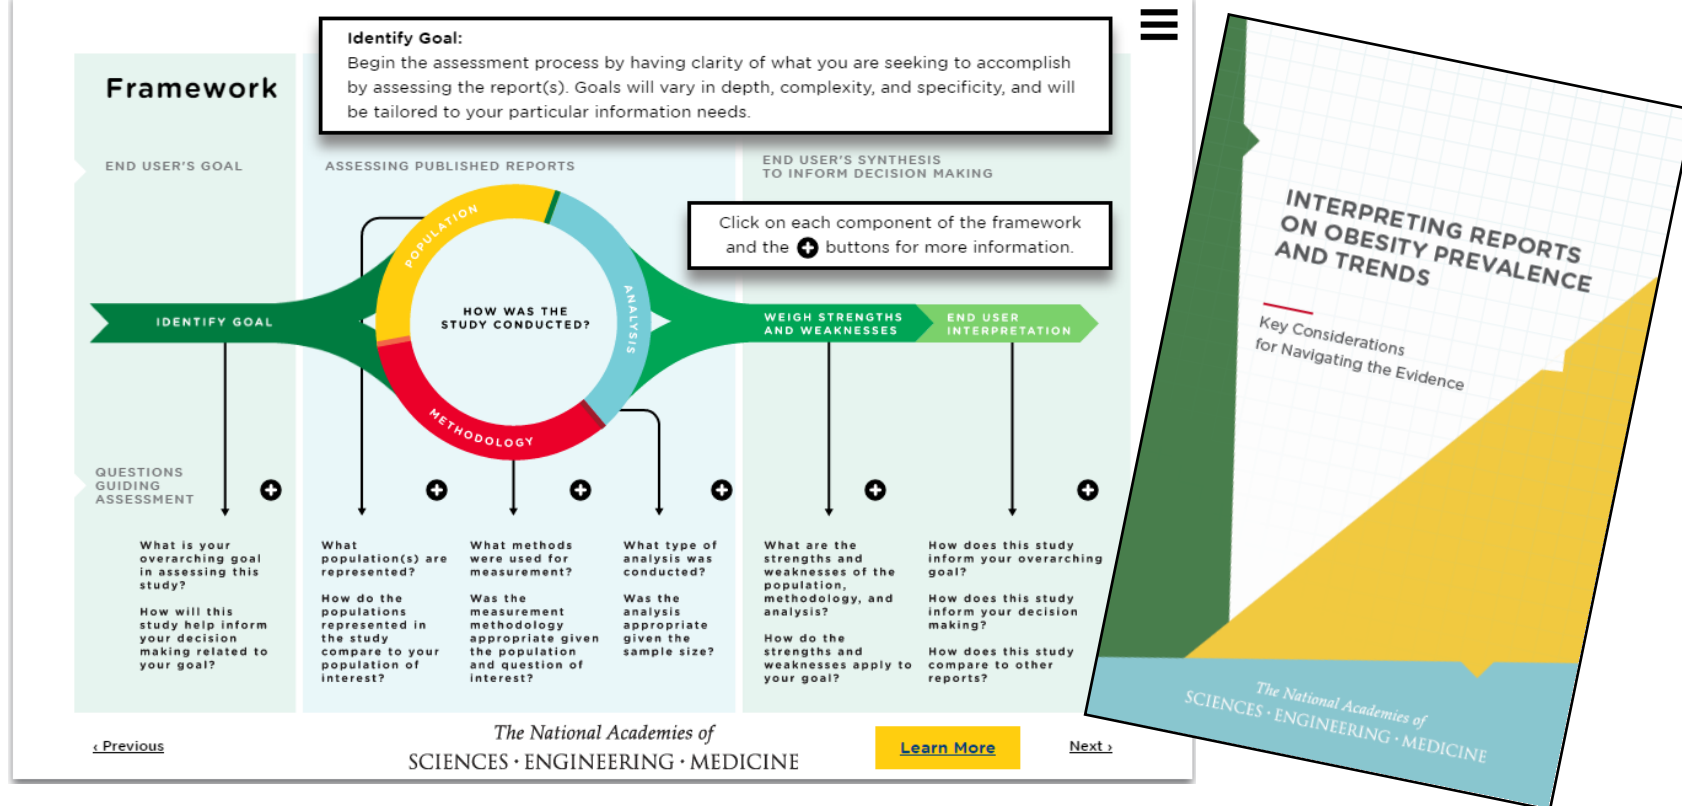 Identify Goal:
Begin the assessment process by having clarity of what you are seeking to accomplish
by assessing the report(s). Goals will vary in depth, complexity, and specificity, and will
be tailored to your particular information needs.
Framework
END USER'S GOAL
ASSESSING PUBLISHED REPORTS
END USER'S SYNTHESIS
TO INFORM DECISION MAKING
Click on each component of the framework
and the + buttons for more information.
POPULATION
ANALYSIS
METHODOLOGY
HOW WAS THE
STUDY CONDUCTED?
IDENTIFY GOAL
WEIGH STRENGTHS
AND WEAKNESSES
END USER
INTERPRETATION
QUESTIONS
GUIDING
ASSESSMENT
What is your
overarching goal
in assessing this
study?
How will this
study help inform
your decision
making related to
your goal?
What
population(s) are
represented?
How do the
populations
represented in
the study
compare to your
population of
interest?
What methods
were used for
measurement?
Was the
measurement
methodology
appropriate given
the population
and question of
interest?
What type of
analysis was
conducted?
Was the
analysis
appropriate
given the
sample size?
What are the
strengths and
weaknesses of the
population,
methodology, and
analysis?
How do the
strengths and
weaknesses apply to
your goal?
How does this study
inform your overarching
goal?
How does this study
inform your decision
making?
How does this study
compare to other
reports?
‹ Previous
The National Academies of
SCIENCES · ENGINEERING · MEDICINE
Learn More
Next ›
INTERPRETING REPORTS
ON OBESITY PREVALENCE
AND TRENDS
Key Considerations
for Navigating the Evidence
The National Academies of
SCIENCES · ENGINEERING · MEDICINE